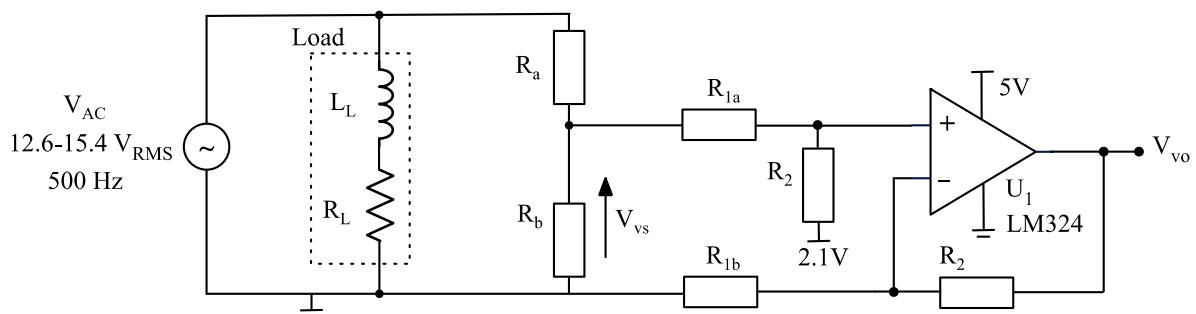 Load
R_a
5V
R_1a
L_L
V_AC
12.6-15.4 V_RMS
500 Hz
~
+
−
V_vo
R_2
U_1
LM324
R_L
R_b
V_vs
2.1V
R_1b
R_2